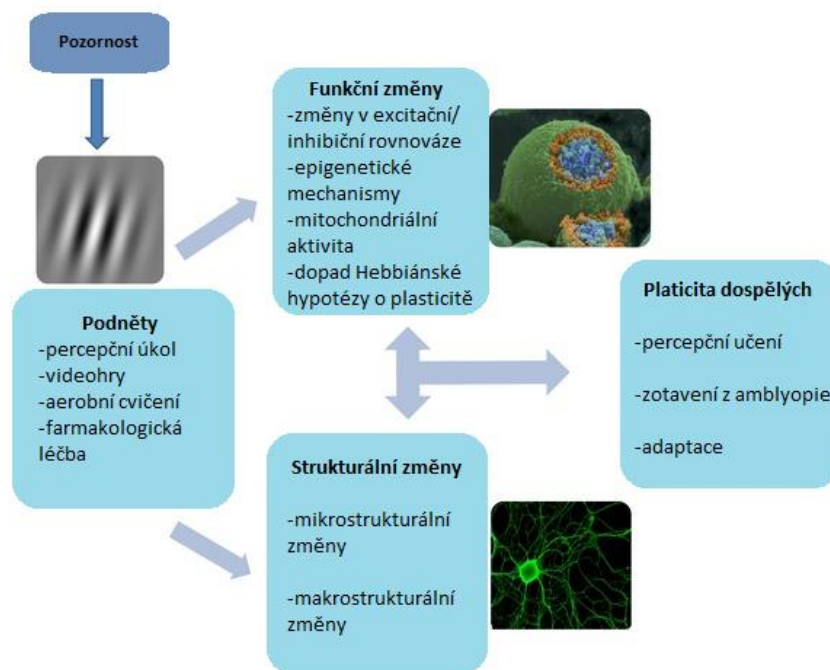 Pozornost
Podněty
-percepční úkol
-videohry
-aerobní cvičení
-farmakologická
léčba
Funkční změny
-změny v excitační/
inhibiční rovnováze
-epigenetické
mechanismy
-mitochondriální
aktivita
-dopad Hebbiánské
hypotézy o plasticitě
Strukturální změny
-mikrostrukturální
změny
-makrostrukturální
změny
Platicita dospělých
-percepční učení
-zotavení z amblyopie
-adaptace